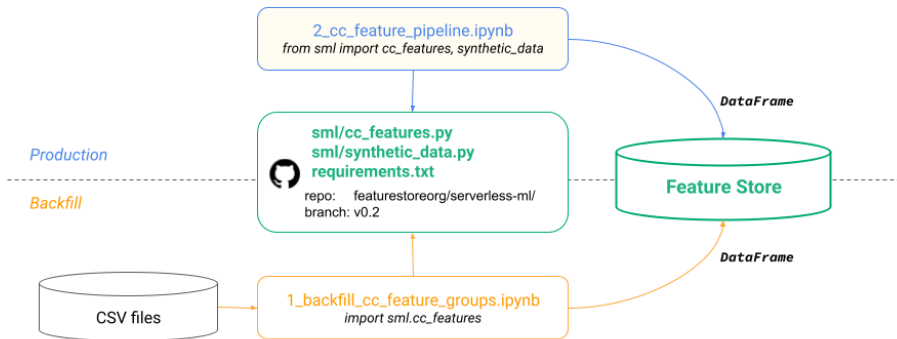 2_cc_feature_pipeline.ipynb
from sml import cc_features, synthetic_data
DataFrame
sml/cc_features.py
sml/synthetic_data.py
requirements.txt
repo: featurestoreorg/serverless-ml/
branch: v0.2
Production
Backfill
Feature Store
DataFrame
CSV files
1_backfill_cc_feature_groups.ipynb
import sml.cc_features